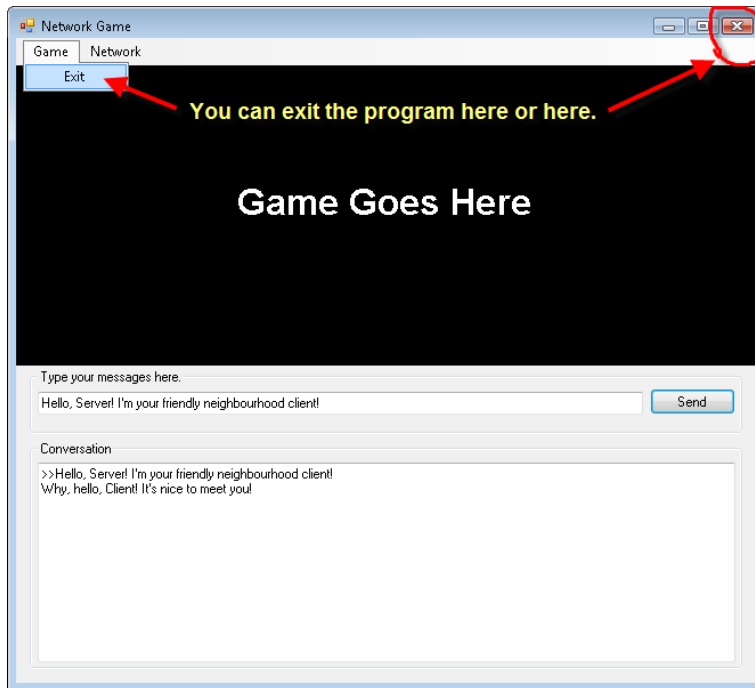 Network Game
Game Network
Exit
You can exit the program here or here.
Game Goes Here
Type your messages here.
Hello, Server! I'm your friendly neighbourhood client!
Send
Conversation
>>Hello, Server! I'm your friendly neighbourhood client!
Why, hello, Client! It's nice to meet you!